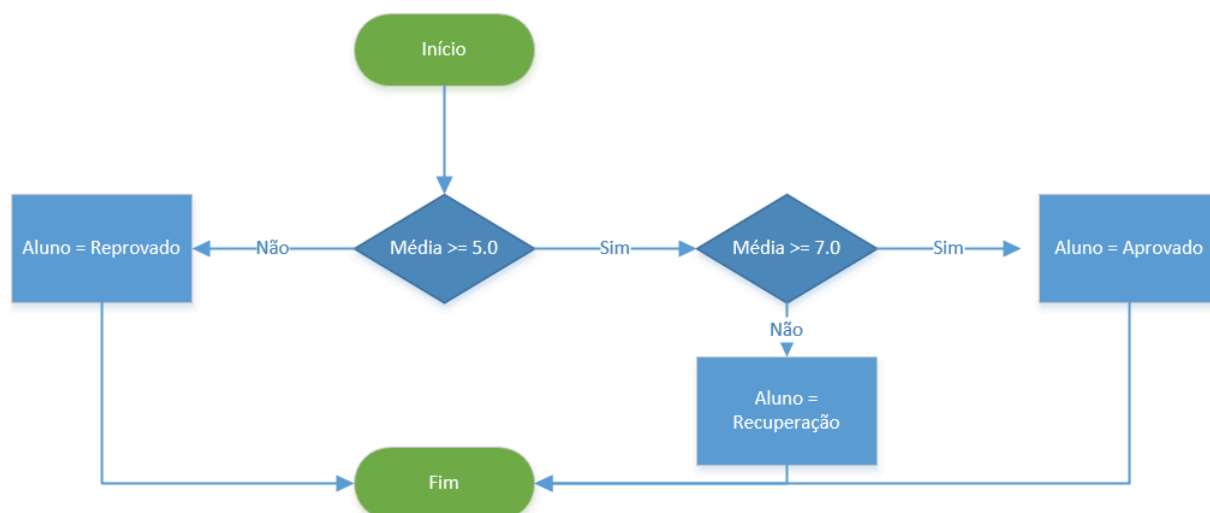 Início
Aluno = Reprovado
Não
Média >= 5.0
Sim
Média >= 7.0
Sim
Aluno = Aprovado
Não
Aluno =
Recuperação
Fim